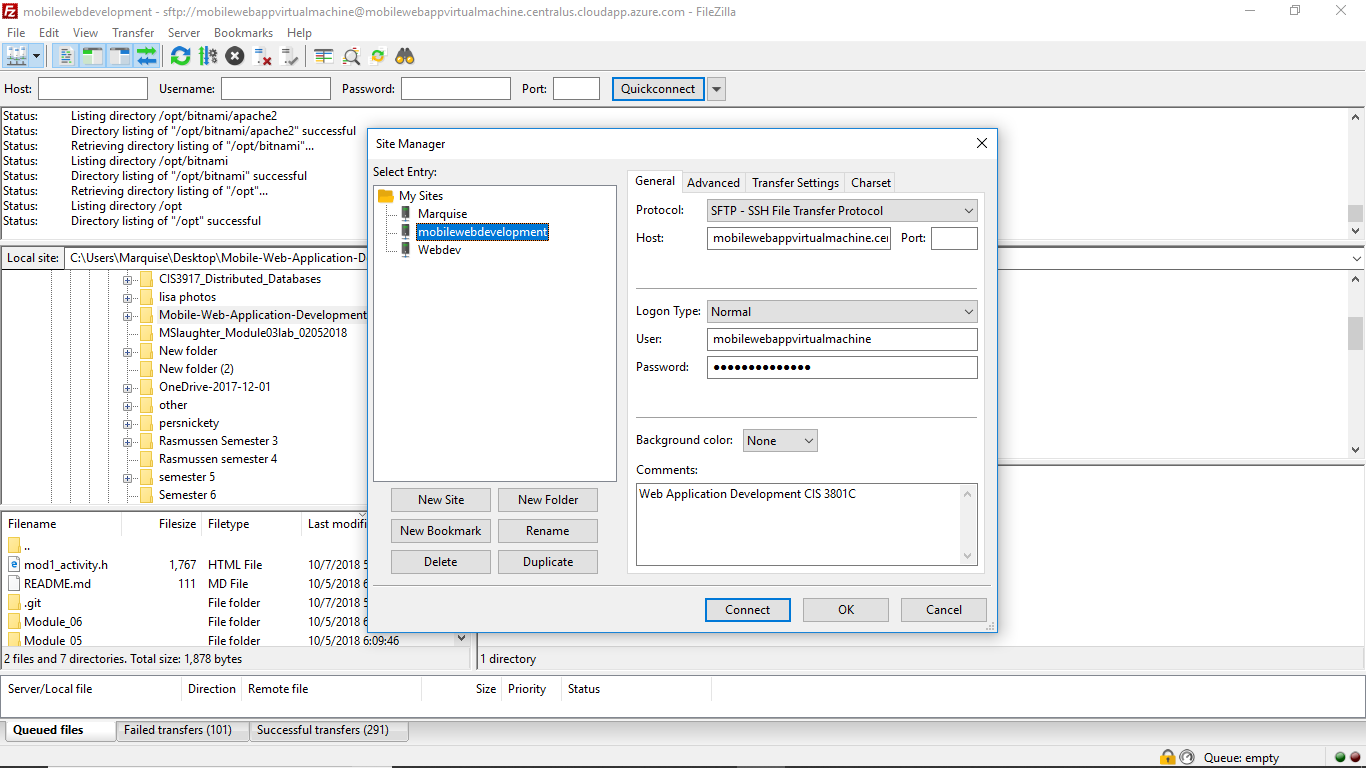 mobilewebdevelopment - sftp://mobilewebappvirtualmachine@mobilewebappvirtualmachine.centralus.cloudapp.azure.com - FileZilla
File Edit View Transfer Server Bookmarks Help
Host: Username: Password: Port: Quickconnect
Status: Listing directory /opt/bitnami/apache2
Status: Directory listing of "/opt/bitnami/apache2" successful
Status: Retrieving directory listing of "/opt/bitnami"...
Status: Listing directory /opt/bitnami
Status: Directory listing of "/opt/bitnami" successful
Status: Retrieving directory listing of "/opt"...
Status: Listing directory /opt
Status: Directory listing of "/opt" successful
Local site: C:\Users\Marquise\Desktop\Mobile-Web-Application-D
CIS3917_Distributed_Databases
lisa photos
Mobile-Web-Application-Development
MSlaughter_Module03lab_02052018
New folder
New folder (2)
OneDrive-2017-12-01
other
persnickety
Rasmussen Semester 3
Rasmussen semester 4
semester 5
Semester 6
Filename Filesize Filetype Last modifi
..
mod1_activity.h 1,767 HTML File 10/7/2018 5
README.md 111 MD File 10/5/2018 6
.git File folder 10/7/2018 5
Module_06 File folder 10/5/2018 6
Module_05 File folder 10/5/2018 6:09:46
2 files and 7 directories. Total size: 1,878 bytes
1 directory
Site Manager
Select Entry:
My Sites
Marquise
mobilewebdevelopment
Webdev
New Site New Folder
New Bookmark Rename
Delete Duplicate
General Advanced Transfer Settings Charset
Protocol: SFTP - SSH File Transfer Protocol
Host: mobilewebappvirtualmachine.ce Port:
Logon Type: Normal
User: mobilewebappvirtualmachine
Password: ●●●●●●●●●●●●●●
Background color: None
Comments:
Web Application Development CIS 3801C
Connect OK Cancel
Server/Local file Direction Remote file Size Priority Status
Queued files Failed transfers (101) Successful transfers (291)
Queue: empty